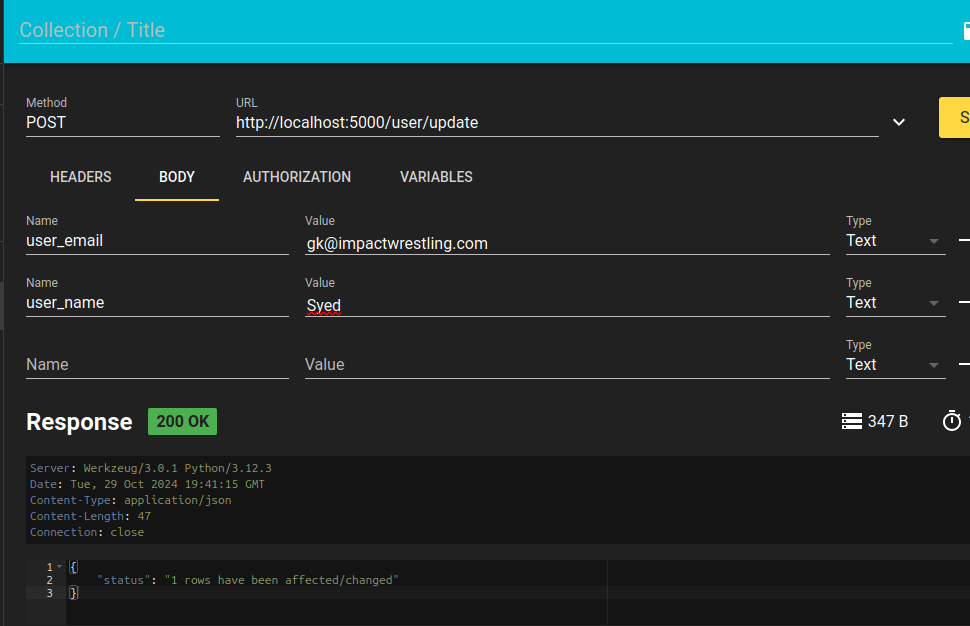 Collection / Title
Method
POST
URL
http://localhost:5000/user/update
S
HEADERS BODY AUTHORIZATION VARIABLES
Name Value Type
user_email gk@impactwrestling.com Text
Name Value Type
user_name Syed Text
Type
Name Value Text
Response 200 OK 347 B
Server: Werkzeug/3.0.1 Python/3.12.3
Date: Tue, 29 Oct 2024 19:41:15 GMT
Content-Type: application/json
Content-Length: 47
Connection: close
1 {
2 "status": "1 rows have been affected/changed"
3 }